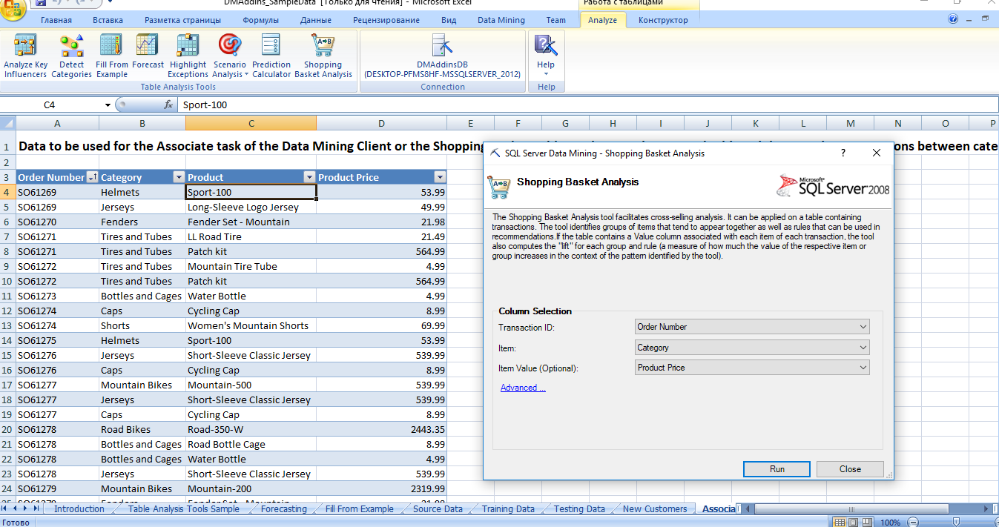 DMAddins_SampleData [Только для чтения] - Microsoft Excel
Работа с таблицами
Главная Вставка Разметка страницы Формулы Данные Рецензирование Вид Data Mining Team Analyze Конструктор
Analyze Key Influencers
Detect Categories
Fill From Example
Forecast
Highlight Exceptions
Scenario Analysis
Prediction Calculator
Shopping Basket Analysis
Table Analysis Tools
DMAddinsDB
(DESKTOP-PFMS8HF-MSSQLSERVER_2012)
Connection
Help
Help
C4 fx Sport-100
A B C D E F G H I J K L M N O P
1 Data to be used for the Associate task of the Data Mining Client or the Shopping
ons between cate
2
3 Order Number Category Product Product Price
4 SO61269 Helmets Sport-100 53.99
5 SO61269 Jerseys Long-Sleeve Logo Jersey 49.99
6 SO61270 Fenders Fender Set - Mountain 21.98
7 SO61271 Tires and Tubes LL Road Tire 21.49
8 SO61271 Tires and Tubes Patch kit 564.99
9 SO61272 Tires and Tubes Mountain Tire Tube 4.99
10 SO61272 Tires and Tubes Patch kit 564.99
11 SO61273 Bottles and Cages Water Bottle 4.99
12 SO61274 Caps Cycling Cap 8.99
13 SO61274 Shorts Women's Mountain Shorts 69.99
14 SO61275 Helmets Sport-100 53.99
15 SO61276 Jerseys Short-Sleeve Classic Jersey 539.99
16 SO61276 Caps Cycling Cap 8.99
17 SO61277 Mountain Bikes Mountain-500 539.99
18 SO61277 Jerseys Short-Sleeve Classic Jersey 539.99
19 SO61277 Caps Cycling Cap 8.99
20 SO61278 Road Bikes Road-350-W 2443.35
21 SO61278 Bottles and Cages Road Bottle Cage 8.99
22 SO61278 Bottles and Cages Water Bottle 4.99
23 SO61278 Jerseys Short-Sleeve Classic Jersey 539.99
24 SO61279 Mountain Bikes Mountain-200 2319.99
SQL Server Data Mining - Shopping Basket Analysis ?
A⇒B Shopping Basket Analysis
Microsoft®
SQL Server 2008
The Shopping Basket Analysis tool facilitates cross-selling analysis. It can be applied on a table containing
transactions. The tool identifies groups of items that tend to appear together as well as rules that can be used in
recommendations.If the table contains a Value column associated with each item of each transaction, the tool
also computes the "lift" for each group and rule (a measure of how much the value of the respective item or
group increases in the context of the pattern identified by the tool).
Column Selection
Transaction ID: Order Number
Item: Category
Item Value (Optional): Product Price
Advanced ...
Run Close
Introduction Table Analysis Tools Sample Forecasting Fill From Example Source Data Training Data Testing Data New Customers Associa
Готово 100%